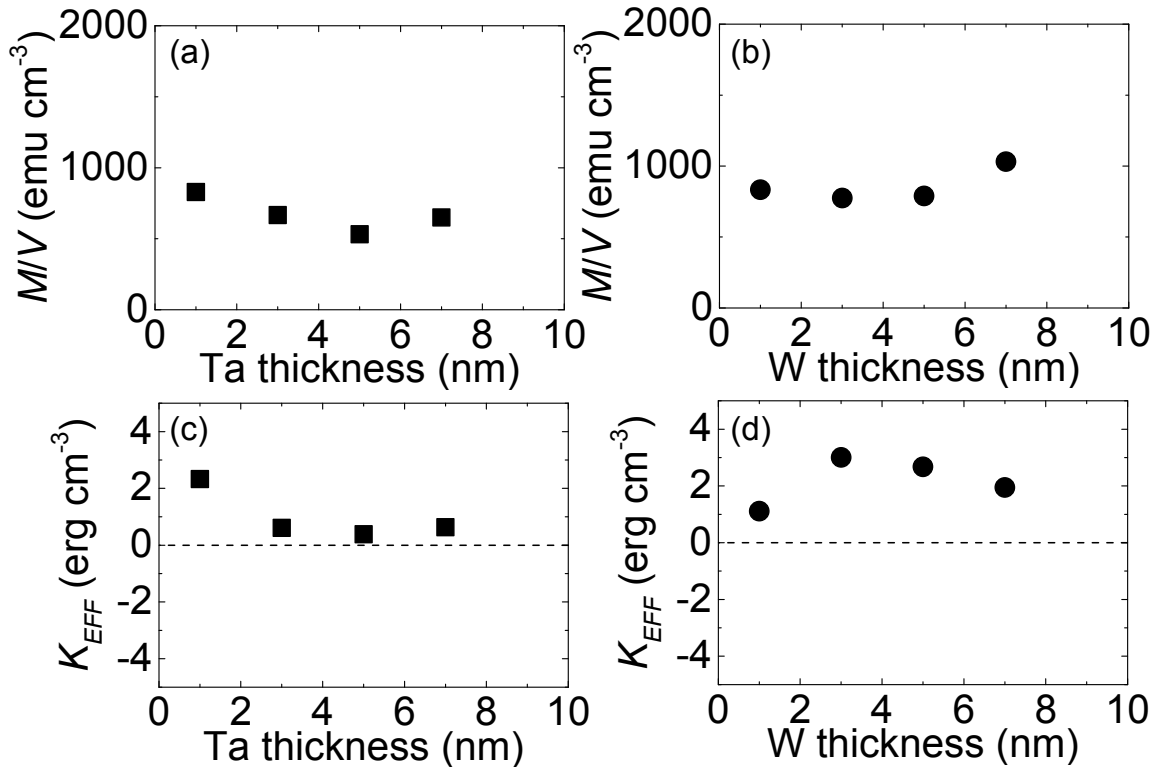 (a)
2000
1000
0
M/V (emu cm⁻³)
0 2 4 6 8 10
Ta thickness (nm)
(b)
2000
1000
0
M/V (emu cm⁻³)
0 2 4 6 8 10
W thickness (nm)
(c)
4
2
0
-2
-4
K_EFF (erg cm⁻³)
0 2 4 6 8 10
Ta thickness (nm)
(d)
4
2
0
-2
-4
K_EFF (erg cm⁻³)
0 2 4 6 8 10
W thickness (nm)